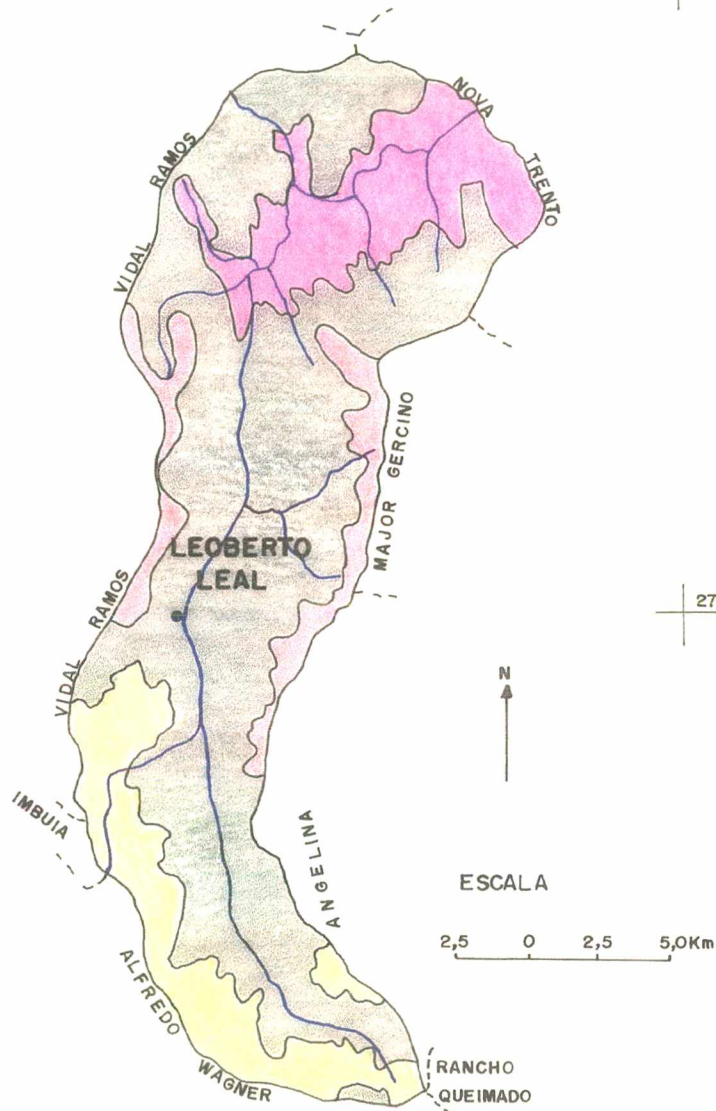 NOVA
TRENTO
VIDAL RAMOS
MAJOR GERCINO
LEOBERTO
LEAL
VIDAL RAMOS
27
N
IMBUIA
ANGELINA
ESCALA
2,5 0 2,5 5,0Km
ALFREDO
WAGNER
RANCHO
QUEIMADO